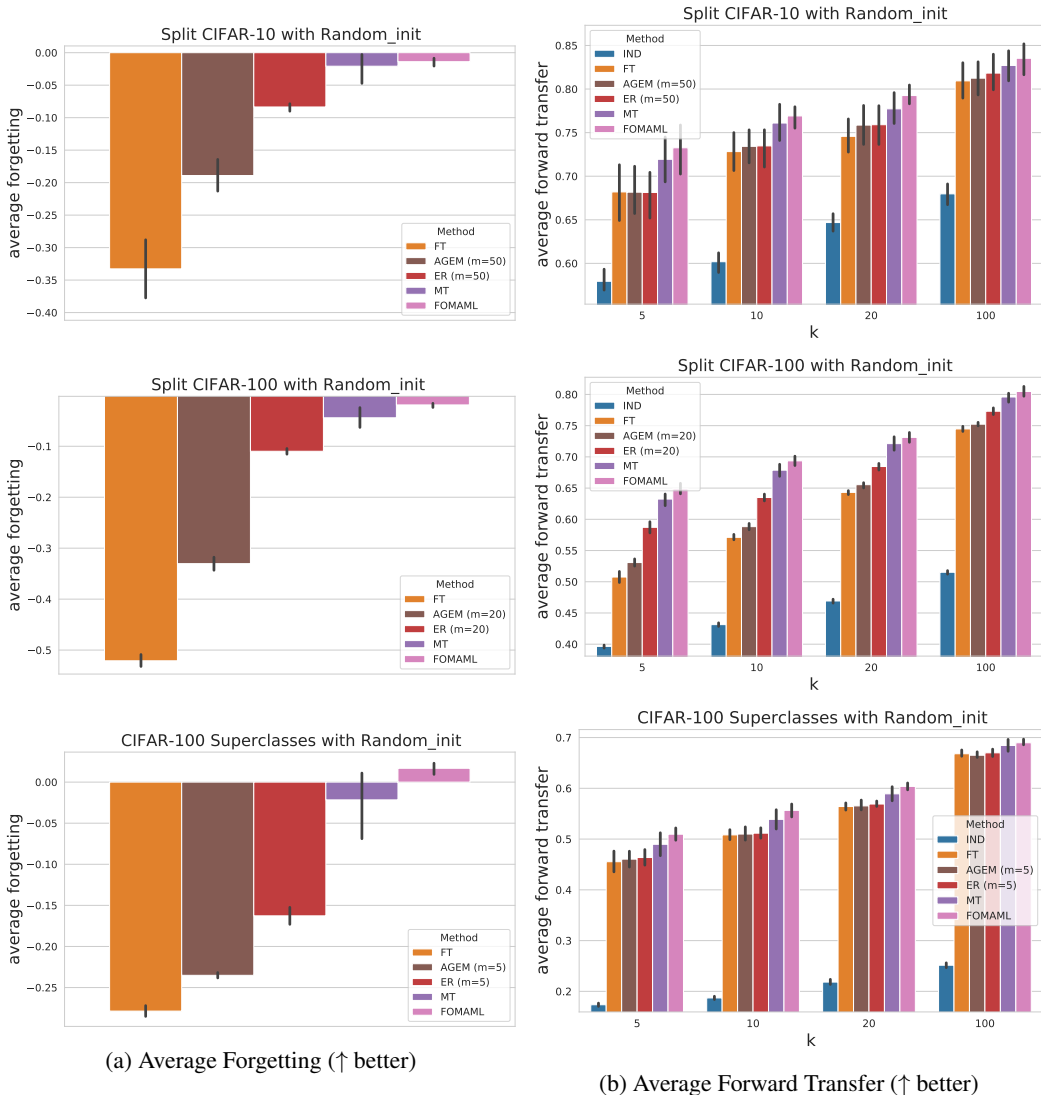 Split CIFAR-10 with Random_init
average forgetting
0.00
−0.05
−0.10
−0.15
−0.20
−0.25
−0.30
−0.35
−0.40
Method
FT
AGEM (m=50)
ER (m=50)
MT
FOMAML
Split CIFAR-10 with Random_init
average forward transfer
0.85
0.80
0.75
0.70
0.65
0.60
Method
IND
FT
AGEM (m=50)
ER (m=50)
MT
FOMAML
5 10 20 100
k
Split CIFAR-100 with Random_init
average forgetting
−0.1
−0.2
−0.3
−0.4
−0.5
Method
FT
AGEM (m=20)
ER (m=20)
MT
FOMAML
Split CIFAR-100 with Random_init
average forward transfer
0.80
0.75
0.70
0.65
0.60
0.55
0.50
0.45
0.40
Method
IND
FT
AGEM (m=20)
ER (m=20)
MT
FOMAML
5 10 20 100
k
CIFAR-100 Superclasses with Random_init
average forgetting
0.00
−0.05
−0.10
−0.15
−0.20
−0.25
Method
FT
AGEM (m=5)
ER (m=5)
MT
FOMAML
(a) Average Forgetting (↑ better)
CIFAR-100 Superclasses with Random_init
average forward transfer
0.7
0.6
0.5
0.4
0.3
0.2
Method
IND
FT
AGEM (m=5)
ER (m=5)
MT
FOMAML
5 10 20 100
k
(b) Average Forward Transfer (↑ better)